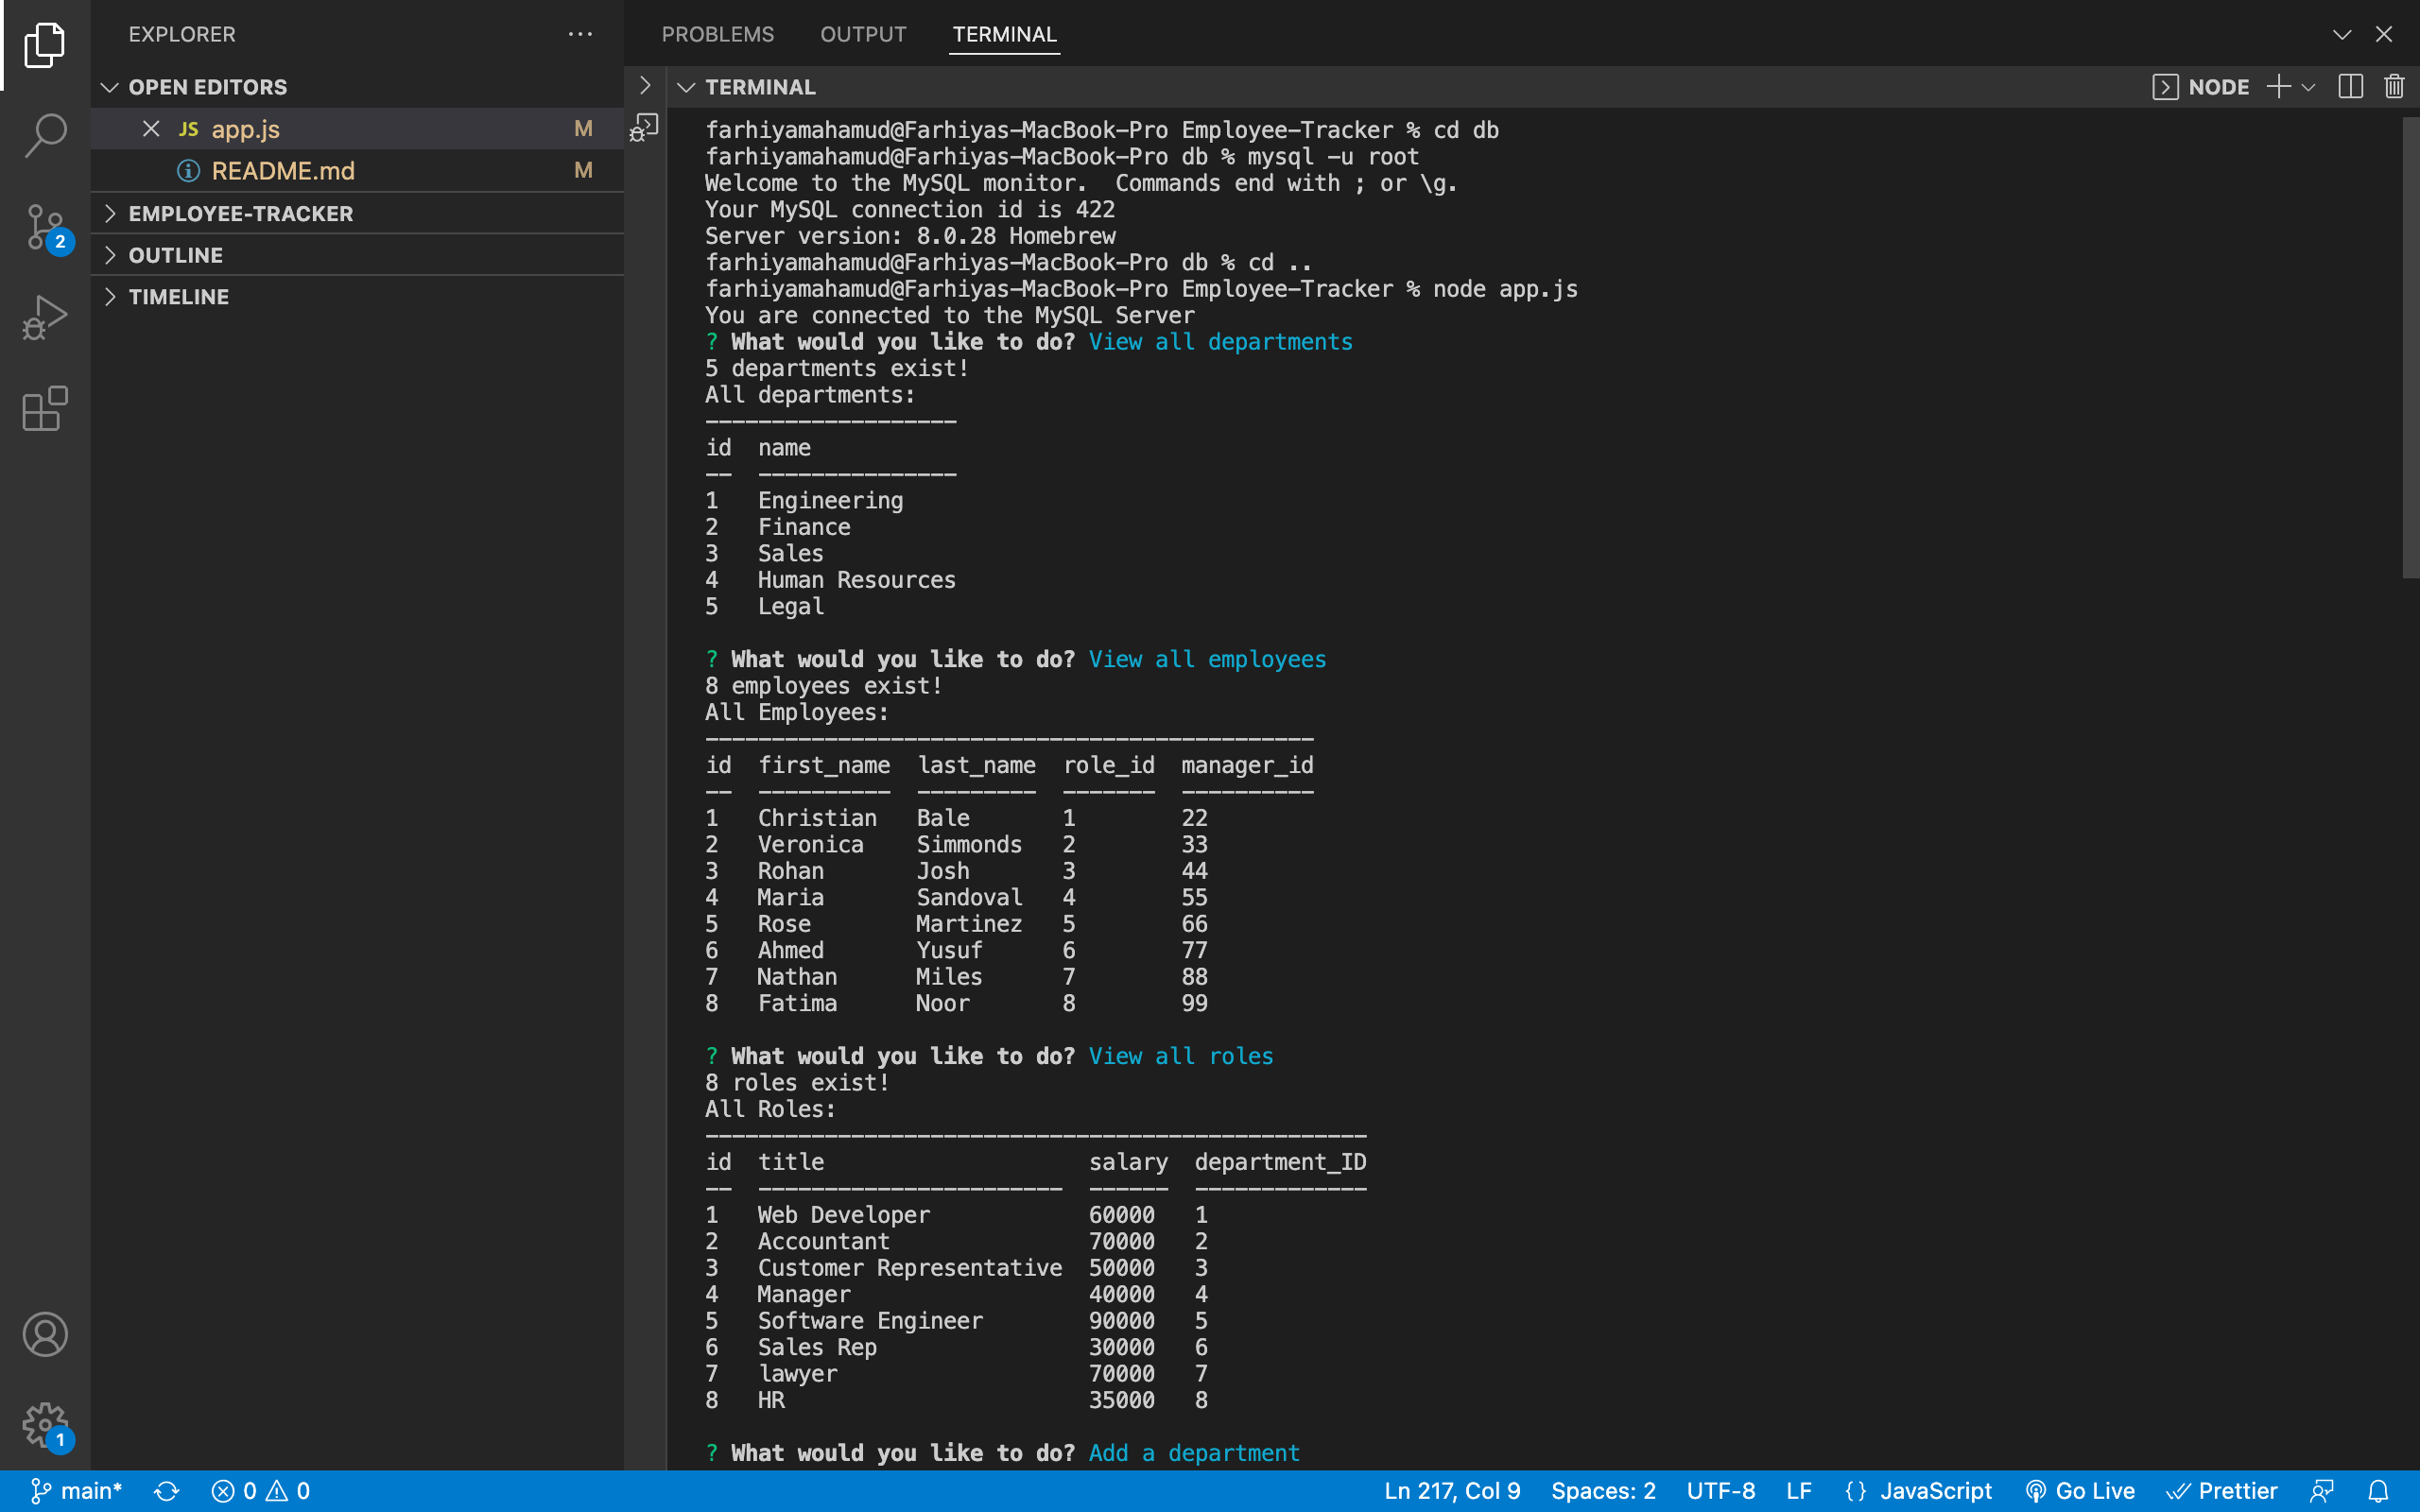 EXPLORER
OPEN EDITORS
JS app.js M
README.md M
EMPLOYEE-TRACKER
OUTLINE
TIMELINE
2
1
PROBLEMS OUTPUT TERMINAL
TERMINAL
NODE
farhiyamahamud@Farhiyas-MacBook-Pro Employee-Tracker % cd db
farhiyamahamud@Farhiyas-MacBook-Pro db % mysql -u root
Welcome to the MySQL monitor.  Commands end with ; or \g.
Your MySQL connection id is 422
Server version: 8.0.28 Homebrew
farhiyamahamud@Farhiyas-MacBook-Pro db % cd ..
farhiyamahamud@Farhiyas-MacBook-Pro Employee-Tracker % node app.js
You are connected to the MySQL Server
? What would you like to do? View all departments
5 departments exist!
All departments:
-------------------
id  name
--  ---------------
1   Engineering
2   Finance
3   Sales
4   Human Resources
5   Legal
? What would you like to do? View all employees
8 employees exist!
All Employees:
----------------------------------------------
id  first_name  last_name  role_id  manager_id
--  ----------  ---------  -------  ----------
1   Christian   Bale       1        22
2   Veronica    Simmonds   2        33
3   Rohan       Josh       3        44
4   Maria       Sandoval   4        55
5   Rose        Martinez   5        66
6   Ahmed       Yusuf      6        77
7   Nathan      Miles      7        88
8   Fatima      Noor       8        99
? What would you like to do? View all roles
8 roles exist!
All Roles:
--------------------------------------------------
id  title                    salary  department_ID
--  -----------------------  ------  -------------
1   Web Developer            60000   1
2   Accountant               70000   2
3   Customer Representative  50000   3
4   Manager                  40000   4
5   Software Engineer        90000   5
6   Sales Rep                30000   6
7   lawyer                   70000   7
8   HR                       35000   8
? What would you like to do? Add a department
main* 0 0 Ln 217, Col 9 Spaces: 2 UTF-8 LF {} JavaScript Go Live Prettier